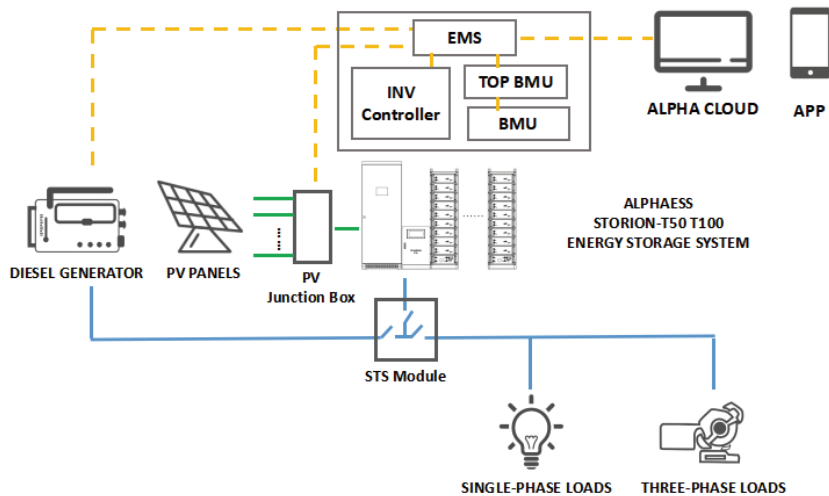 EMS
INV
Controller
TOP BMU
BMU
ALPHA CLOUD
APP
ALPHAESS
STORION-T50 T100
ENERGY STORAGE SYSTEM
DIESEL GENERATOR
PV PANELS
PV
Junction Box
STS Module
SINGLE-PHASE LOADS
THREE-PHASE LOADS